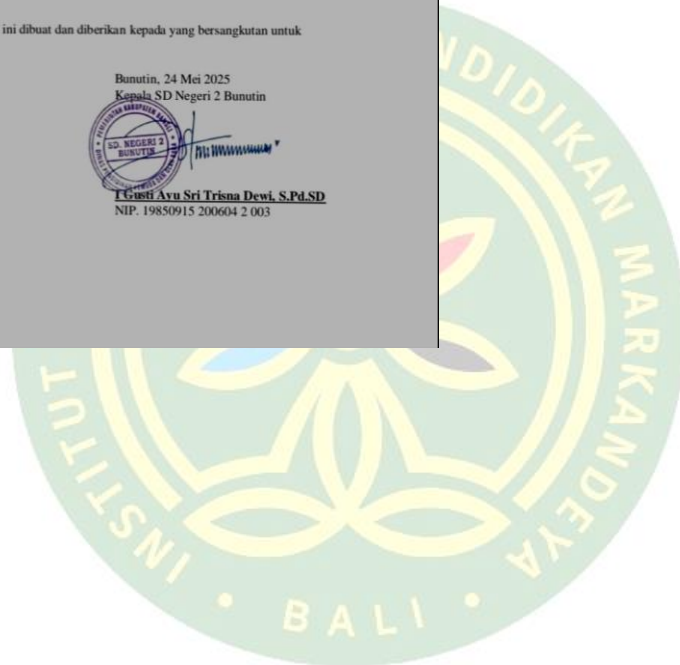 ini dibuat dan diberikan kepada yang bersangkutan untuk
Bunutin, 24 Mei 2025
Kepala SD Negeri 2 Bunutin
SD. NEGERI 2
BUNUTIN
I Gusti Ayu Sri Trisna Dewi, S.Pd.SD
NIP. 19850915 200604 2 003
INSTITUT
NDIDIKAN MARKANDEYA
• BALI •